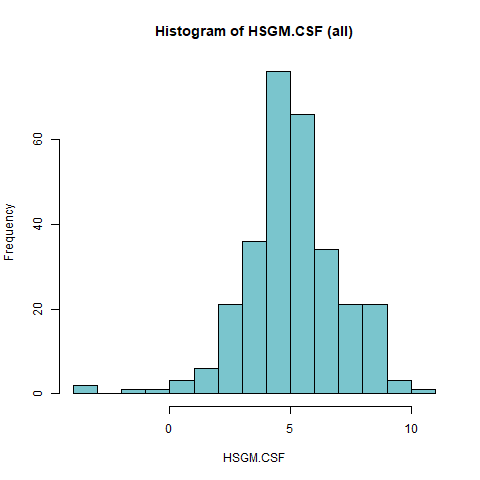 Histogram of HSGM.CSF (all)
Frequency
60
40
20
0
0 5 10
HSGM.CSF